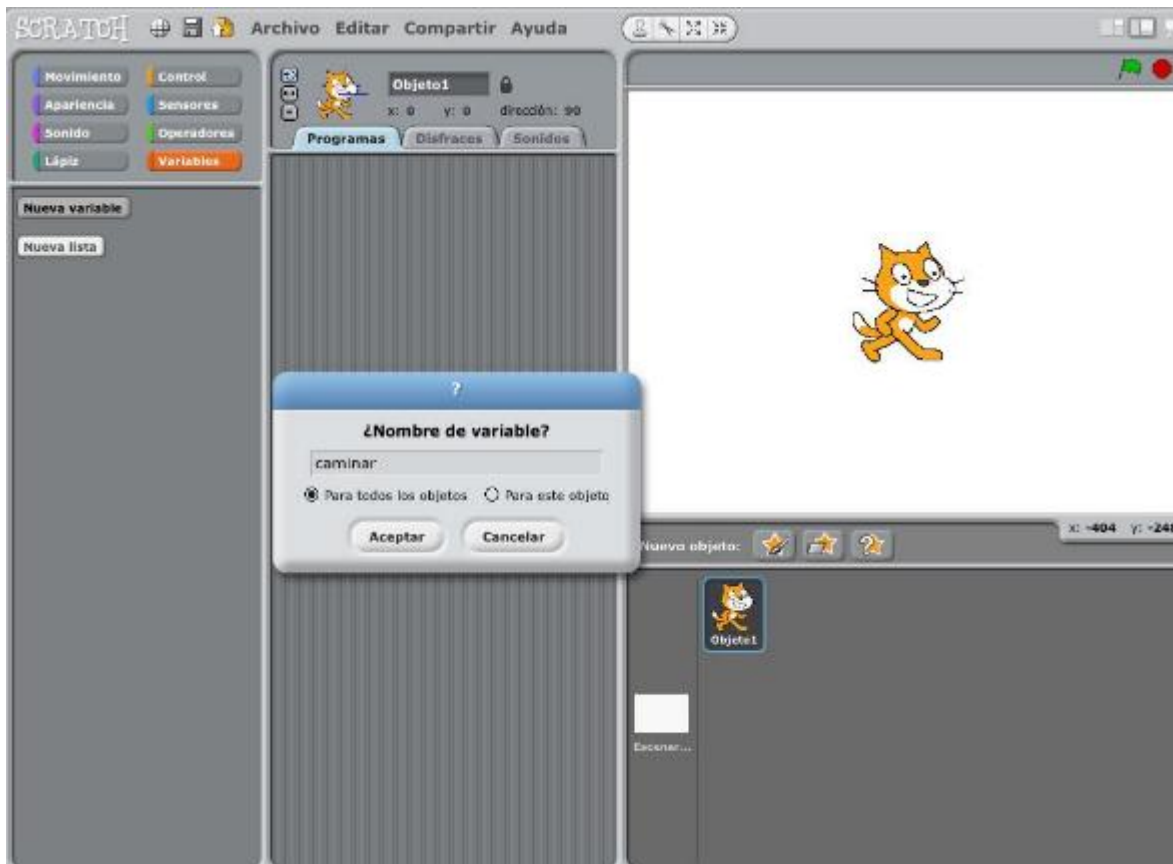 SCRATCH Archivo Editar Compartir Ayuda
Movimiento Control
Apariencia Sensores
Sonido Operadores
Lápiz Variables
Nueva variable
Nueva lista
Objeto1
x: 0 y: 0 dirección: 90
Programas Disfraces Sonidos
?
¿Nombre de variable?
caminar
Para todos los objetos Para este objeto
Aceptar Cancelar
x: -404 y: -248
Nuevo objeto:
Objeto1
Escenar...